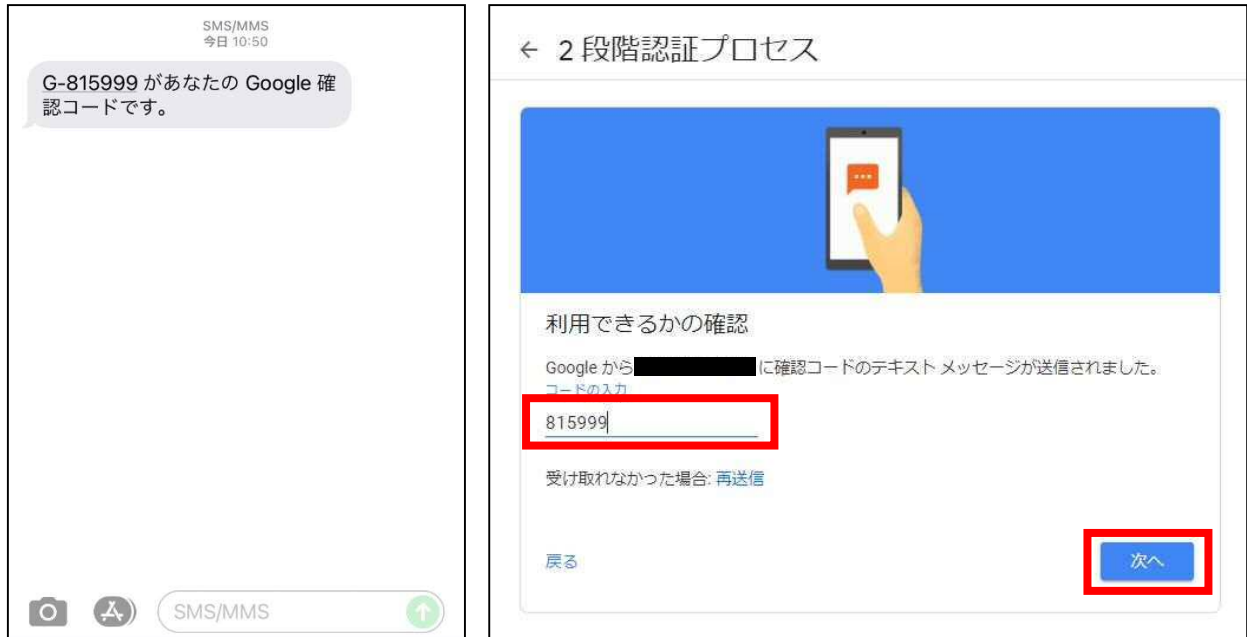 SMS/MMS
今日 10:50
G-815999 があなたの Google 確
認コードです。
SMS/MMS
← 2 段階認証プロセス
利用できるかの確認
Google から に確認コードのテキスト メッセージが送信されました。
コードの入力
815999
受け取れなかった場合: 再送信
戻る
次へ